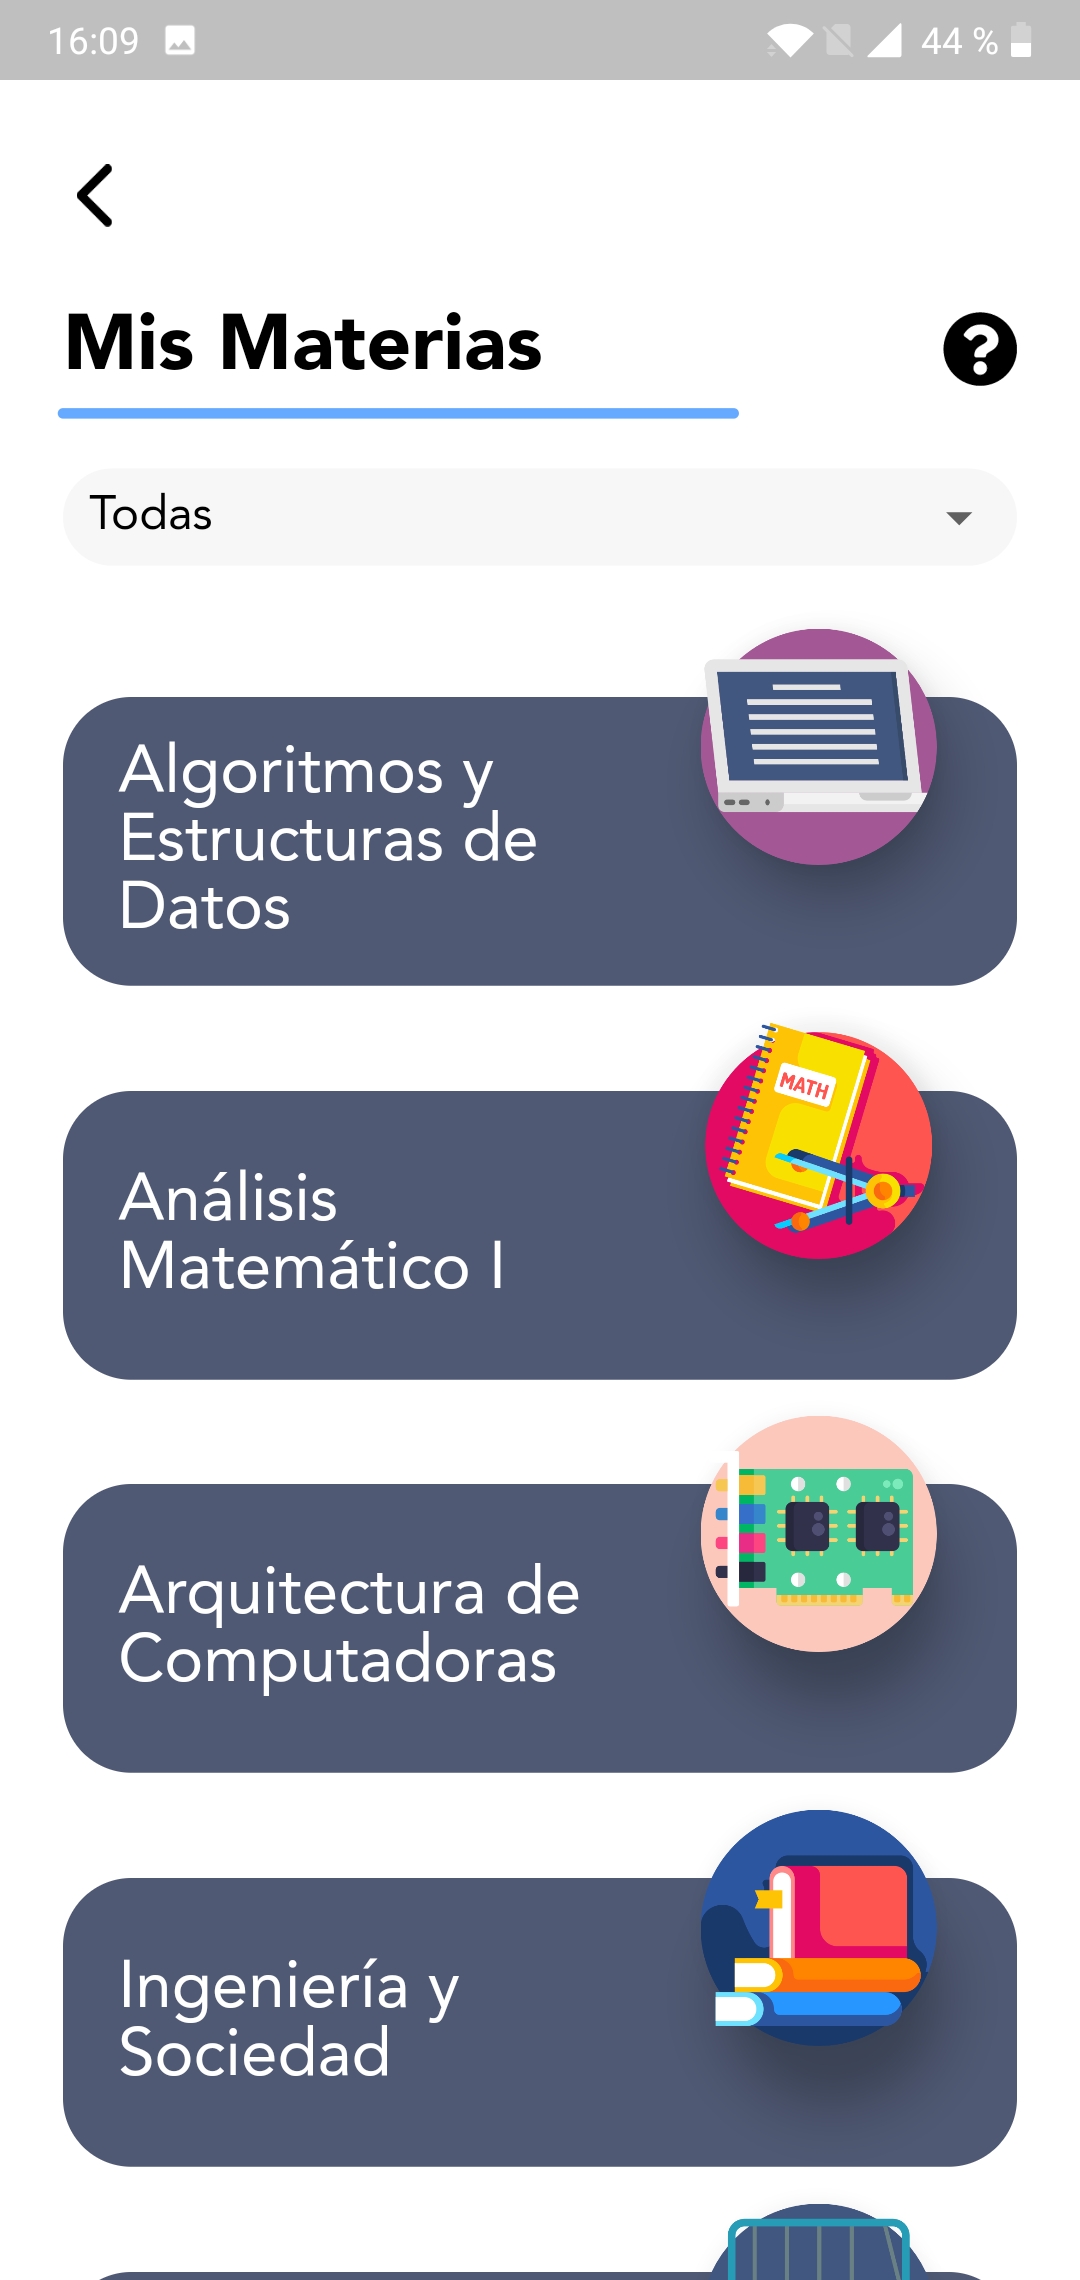 16:09
44 %
Mis Materias
Todas
Algoritmos y
Estructuras de
Datos
MATH
Análisis
Matemático I
Arquitectura de
Computadoras
Ingeniería y
Sociedad